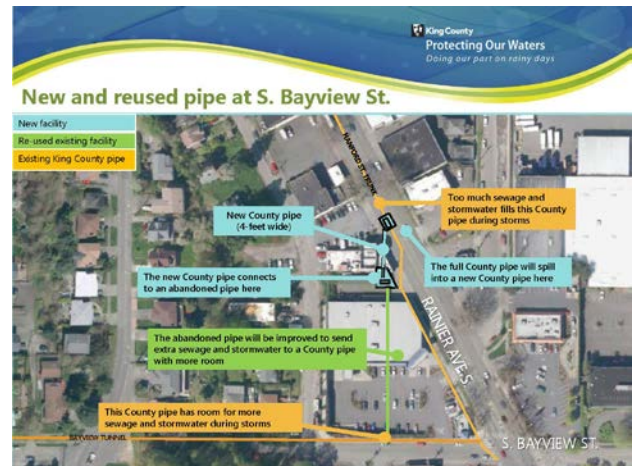 King County
Protecting Our Waters
Doing our part on rainy days
New and reused pipe at S. Bayview St.
New facility
Re-used existing facility
Existing King County pipe
HANFORD ST. TRUNK
Too much sewage and
stormwater fills this County
pipe during storms
New County pipe
(4-feet wide)
The new County pipe connects
to an abandoned pipe here
The full County pipe will spill
into a new County pipe here
RAINIER AVE S
The abandoned pipe will be improved to send
extra sewage and stormwater to a County pipe
with more room
This County pipe has room for more
sewage and stormwater during storms
BAYVIEW TUNNEL
S. BAYVIEW ST.